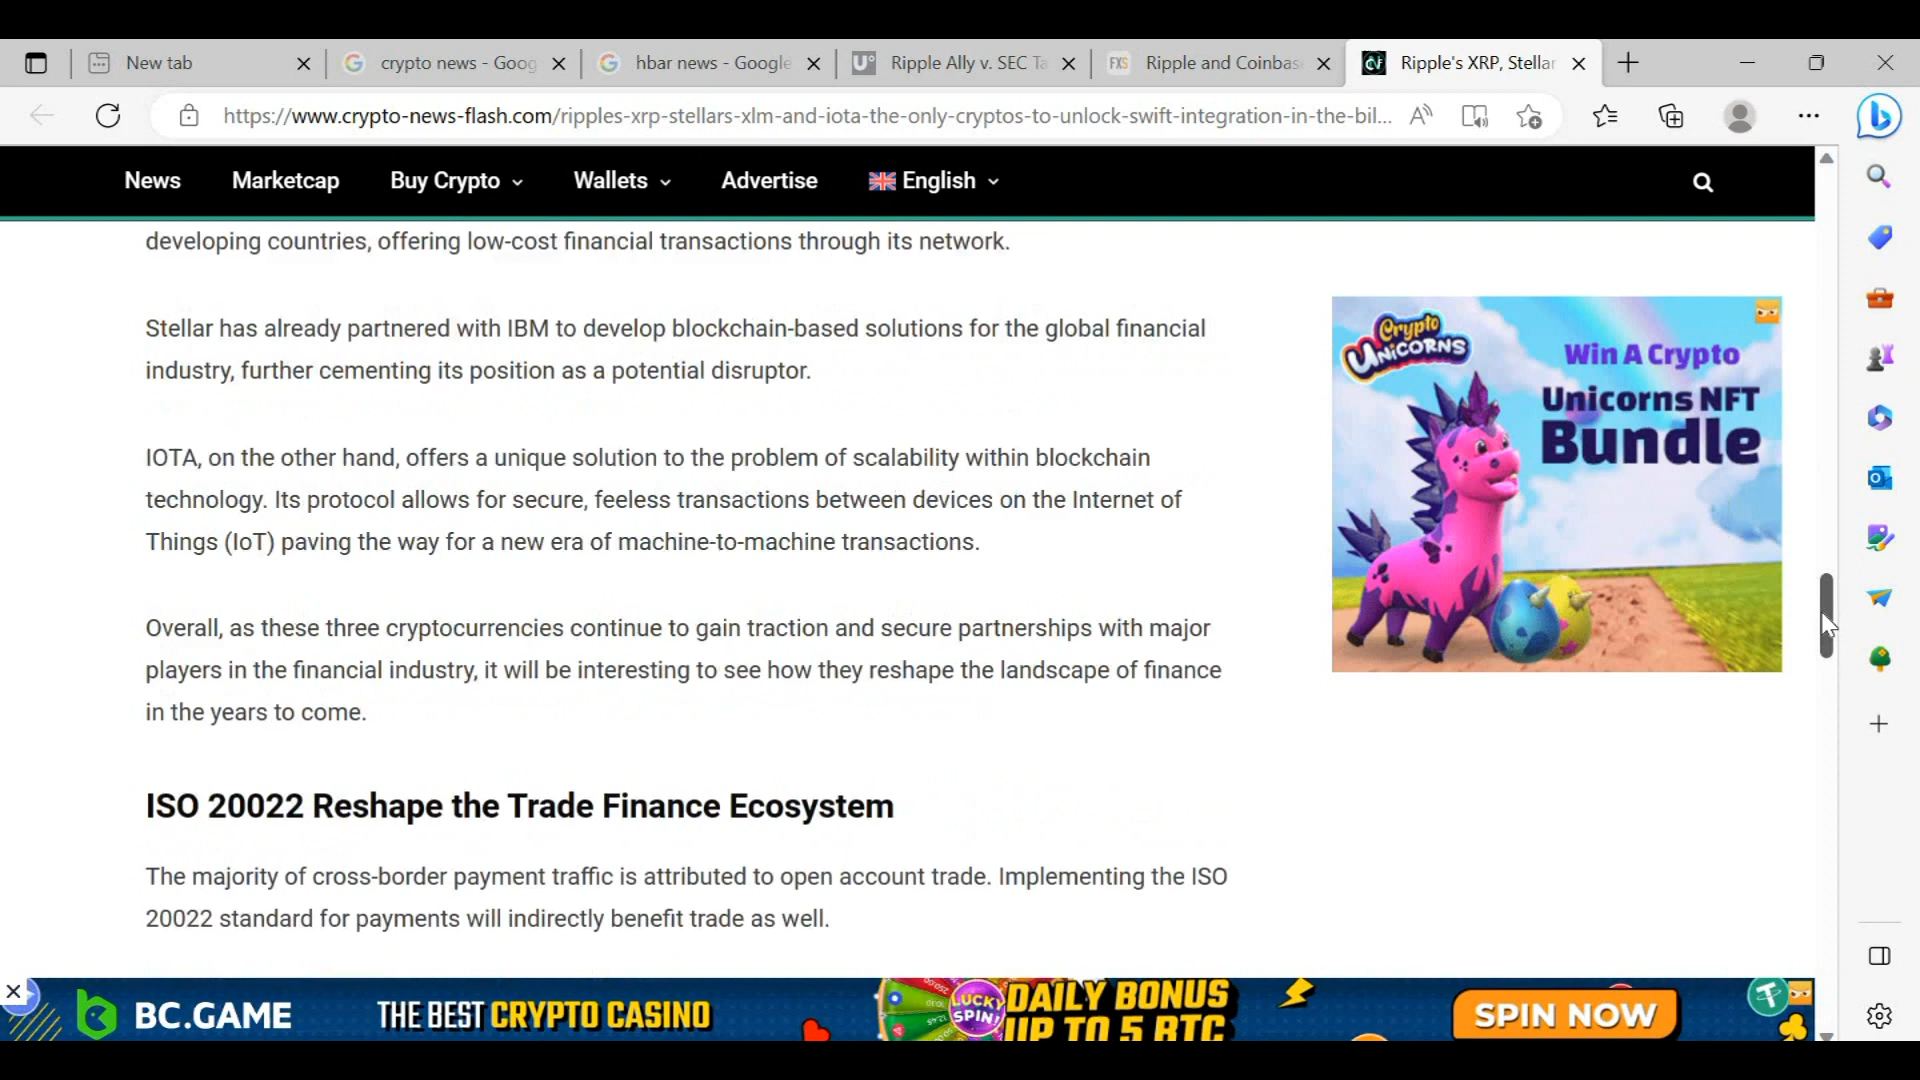 New tab
crypto news - Goog
hbar news - Google
Ripple Ally v. SEC Ta
FXS
Ripple and Coinbas
Ripple's XRP, Stellar
https://www.crypto-news-flash.com/ripples-xrp-stellars-xlm-and-iota-the-only-cryptos-to-unlock-swift-integration-in-the-bil...
News
Marketcap
Buy Crypto
Wallets
Advertise
English
developing countries, offering low-cost financial transactions through its network.
Stellar has already partnered with IBM to develop blockchain-based solutions for the global financial
industry, further cementing its position as a potential disruptor.
IOTA, on the other hand, offers a unique solution to the problem of scalability within blockchain
technology. Its protocol allows for secure, feeless transactions between devices on the Internet of
Things (IoT) paving the way for a new era of machine-to-machine transactions.
Overall, as these three cryptocurrencies continue to gain traction and secure partnerships with major
players in the financial industry, it will be interesting to see how they reshape the landscape of finance
in the years to come.
ISO 20022 Reshape the Trade Finance Ecosystem
The majority of cross-border payment traffic is attributed to open account trade. Implementing the ISO
20022 standard for payments will indirectly benefit trade as well.
Crypto
UNICORNS
Win A Crypto
Unicorns NFT
Bundle
BC.GAME
THE BEST CRYPTO CASINO
LUCKY
SPIN!
DAILY BONUS
UP TO 5 BTC
SPIN NOW